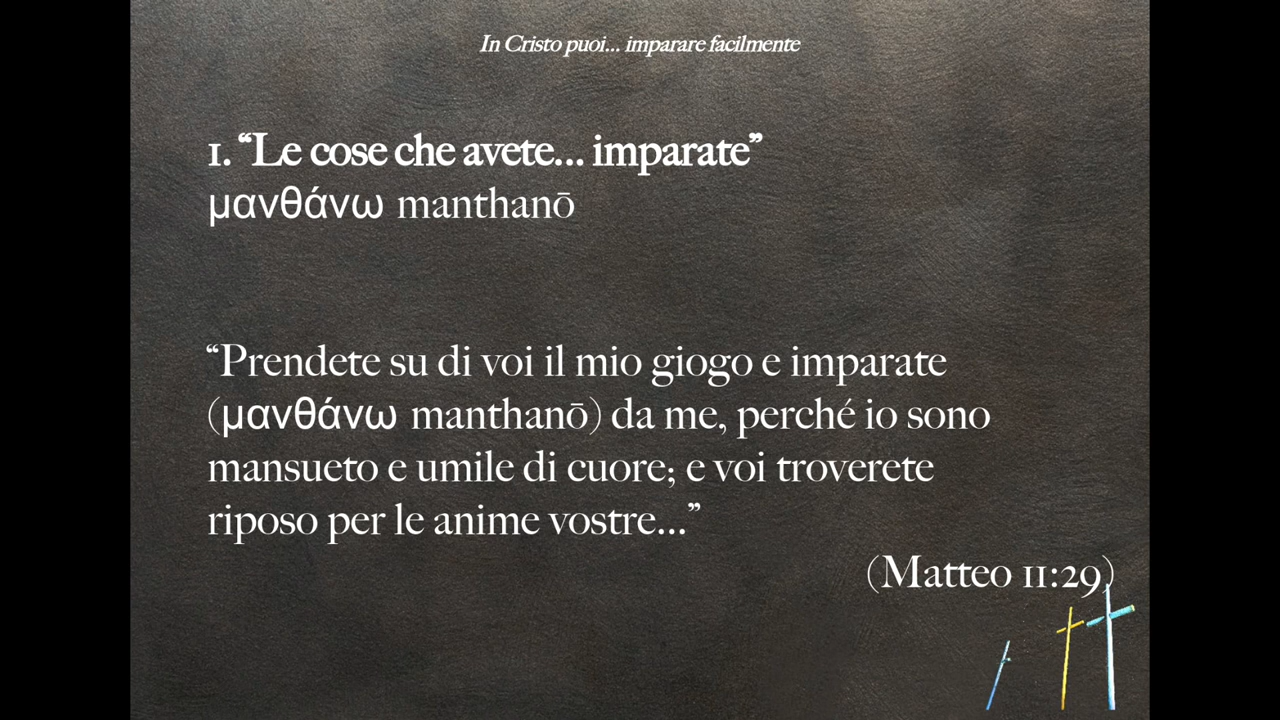 In Cristo puoi... imparare facilmente
1. “Le cose che avete... imparate”
μανθάνω manthanō
“Prendete su di voi il mio giogo e imparate
(μανθάνω manthanō) da me, perché io sono
mansueto e umile di cuore; e voi troverete
riposo per le anime vostre...”
(Matteo 11:29)